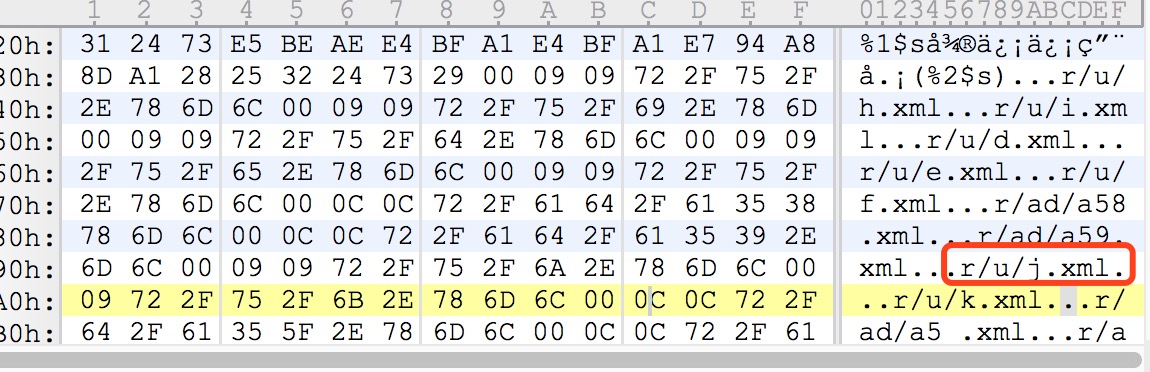 1 2 3 4 5 6 7 8 9 A B C D E F 0123456789ABCDEF
20h: 31 24 73 E5 BE AE E4 BF A1 E4 BF A1 E7 94 A8 %1$så¾®ä¿¡ä¿¡ç”¨
30h: 8D A1 28 25 32 24 73 29 00 09 09 72 2F 75 2F å.¡(%2$s)...r/u/
40h: 2E 78 6D 6C 00 09 09 72 2F 75 2F 69 2E 78 6D h.xml...r/u/i.xm
50h: 00 09 09 72 2F 75 2F 64 2E 78 6D 6C 00 09 09 l...r/u/d.xml...
60h: 2F 75 2F 65 2E 78 6D 6C 00 09 09 72 2F 75 2F r/u/e.xml...r/u/
70h: 2E 78 6D 6C 00 0C 0C 72 2F 61 64 2F 61 35 38 f.xml...r/ad/a58
80h: 78 6D 6C 00 0C 0C 72 2F 61 64 2F 61 35 39 2E .xml...r/ad/a59.
90h: 6D 6C 00 09 09 72 2F 75 2F 6A 2E 78 6D 6C 00 xml...r/u/j.xml.
A0h: 09 72 2F 75 2F 6B 2E 78 6D 6C 00 0C 0C 72 2F ..r/u/k.xml...r/
B0h: 64 2F 61 35 5F 2E 78 6D 6C 00 0C 0C 72 2F 61 ad/a5_.xml...r/a